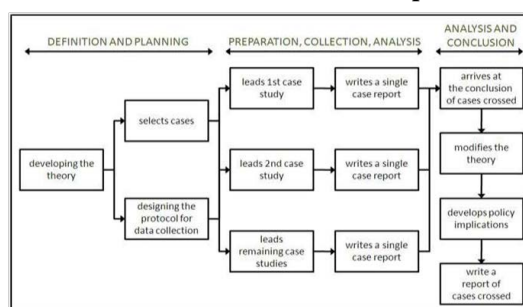 DEFINITION AND PLANNING
PREPARATION, COLLECTION, ANALYSIS
ANALYSIS AND
CONCLUSION
developing the
theory
selects cases
designing the
protocol for
data collection
leads 1st case
study
writes a single
case report
leads 2nd case
study
writes a single
case report
leads
remaining case
studies
writes a single
case report
arrives at
the conclusion
of cases crossed
modifies the
theory
develops policy
implications
write a
report of
cases crossed